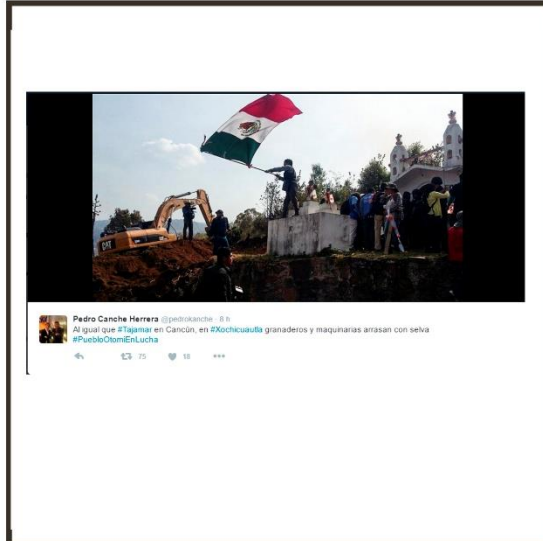 CAT
Pedro Canche Herrera @pedrokanche · 8 h
Al igual que #Tajamar en Cancún, en #Xochicuautla granaderos y maquinarias arrasan con selva
#PuebloOtomiEnLucha
75 18